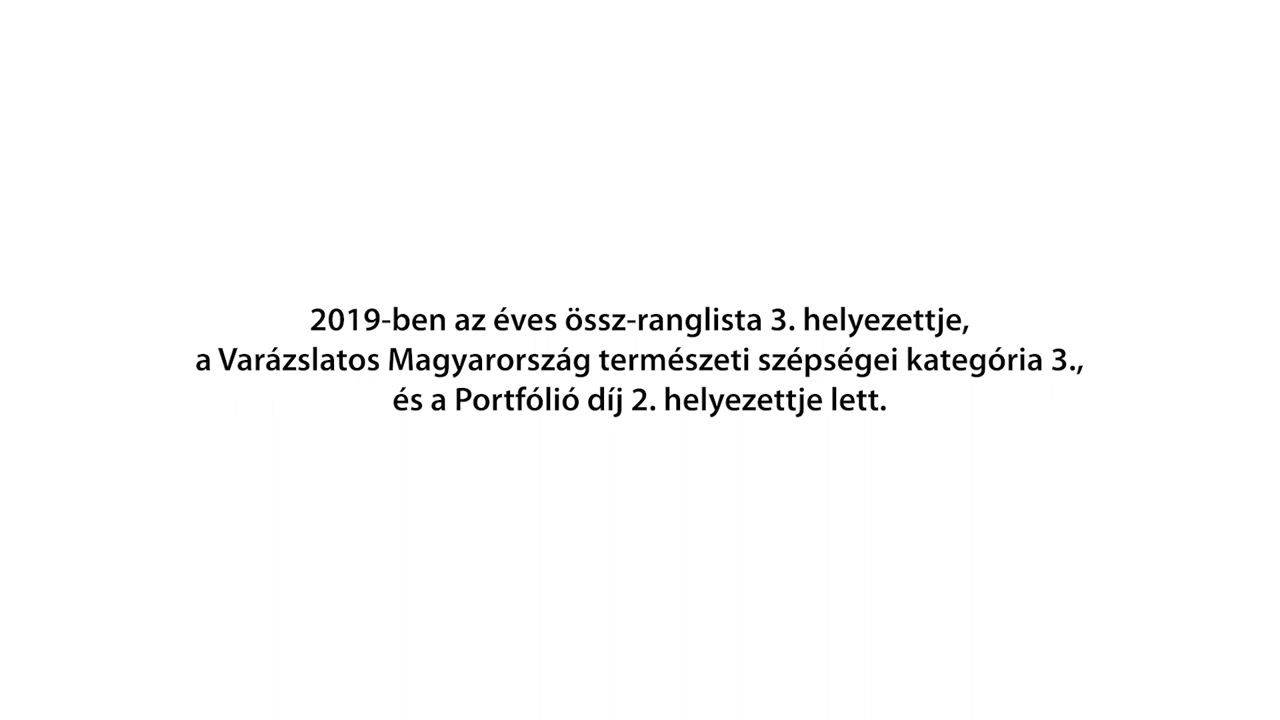 2019-ben az éves össz-ranglista 3. helyezettje,
a Varázslatos Magyarország természeti szépségei kategória 3.,
és a Portfólió díj 2. helyezettje lett.